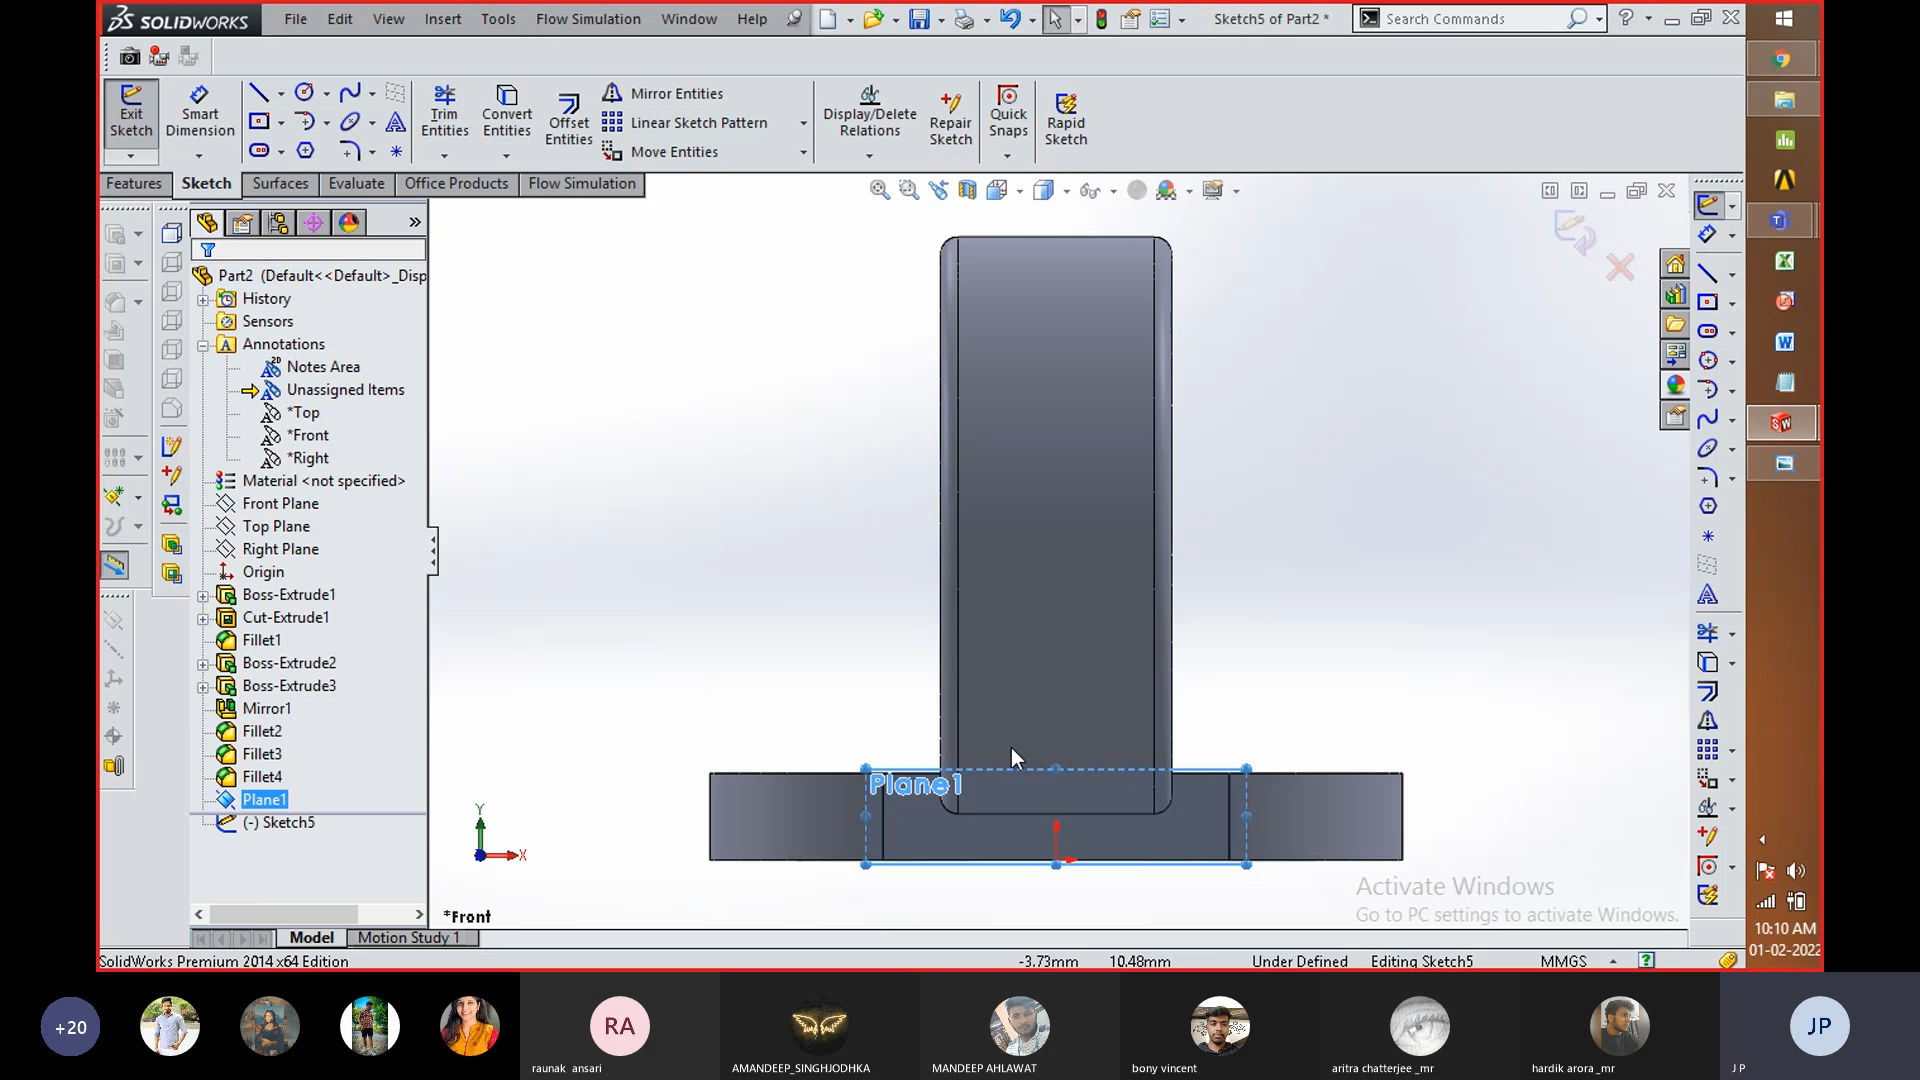 SOLIDWORKS
File Edit View Insert Tools Flow Simulation Window Help
Sketch5 of Part2 *
Search Commands
Exit Sketch
Smart Dimension
Trim Entities
Convert Entities
Offset Entities
Mirror Entities
Linear Sketch Pattern
Move Entities
Display/Delete Relations
Repair Sketch
Quick Snaps
Rapid Sketch
Features Sketch Surfaces Evaluate Office Products Flow Simulation
Part2 (Default<<Default>_Disp
History
Sensors
Annotations
Notes Area
Unassigned Items
*Top
*Front
*Right
Material <not specified>
Front Plane
Top Plane
Right Plane
Origin
Boss-Extrude1
Cut-Extrude1
Fillet1
Boss-Extrude2
Boss-Extrude3
Mirror1
Fillet2
Fillet3
Fillet4
Plane1
(-) Sketch5
Plane1
Y
X
*Front
Activate Windows
Go to PC settings to activate Windows.
10:10 AM
01-02-2022
Model Motion Study 1
SolidWorks Premium 2014 x64 Edition
-3.73mm 10.48mm Under Defined Editing Sketch5 MMGS
+20
RA
JP
raunak ansari
AMANDEEP_SINGHJODHKA
MANDEEP AHLAWAT
bony vincent
aritra chatterjee _mr
hardik arora _mr
J P